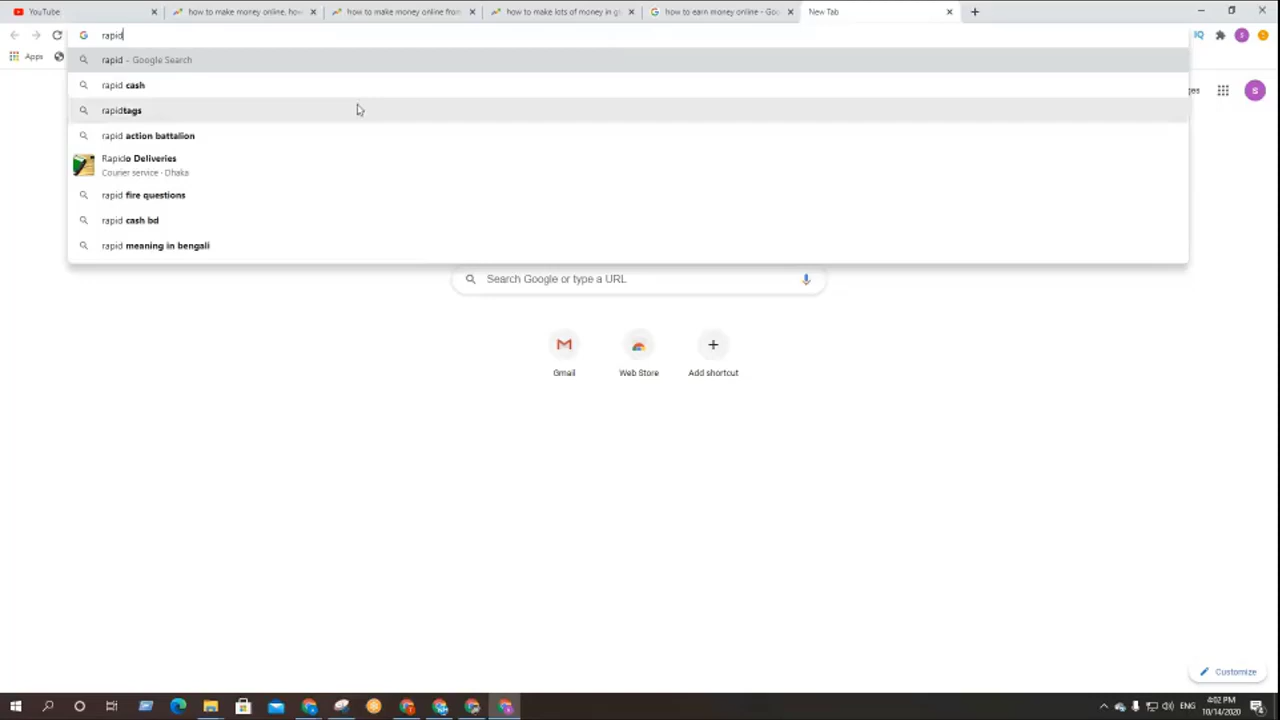 YouTube
how to make money online, how
how to make money online from
how to make lots of money in gt
how to earn money online - Goo
New Tab
rapid
IQ
S
Apps
rapid - Google Search
rapid cash
rapidtags
rapid action battalion
Rapido Deliveries
Courier service · Dhaka
rapid fire questions
rapid cash bd
rapid meaning in bengali
S
Search Google or type a URL
Gmail
Web Store
Add shortcut
Customize
ENG
4:02 PM
10/14/2020